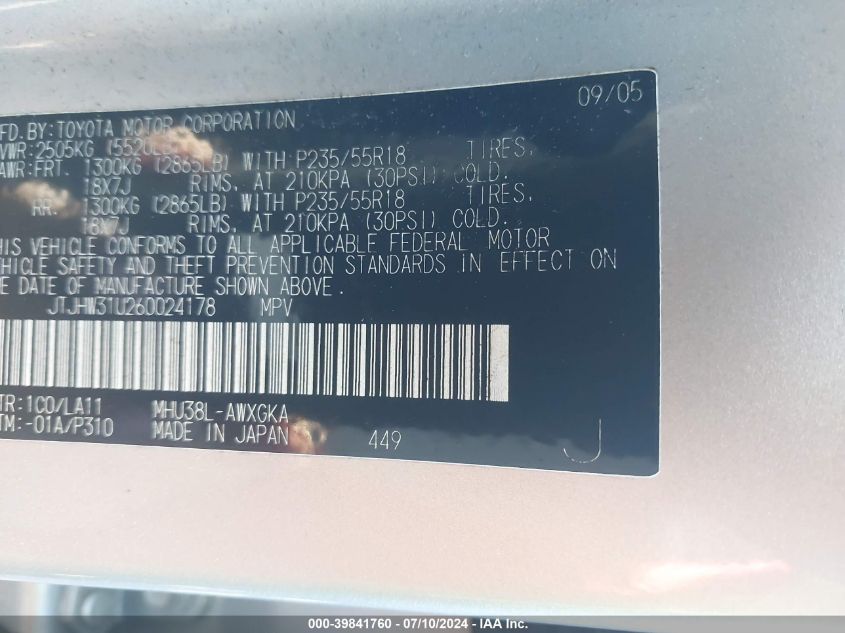 09/05
FD. BY: TOYOTA MOTOR CORPORATION
VWR: 2505KG (5520
AWR: FRT. 1300KG (2865LB) WITH P235/55R18 TIRES,
18X7J RIMS, AT 210KPA (30PSI) COLD.
RR. 1300KG (2865LB) WITH P235/55R18 TIRES,
18X7J RIMS, AT 210KPA (30PSI) COLD.
HIS VEHICLE CONFORMS TO ALL APPLICABLE FEDERAL MOTOR
EHICLE SAFETY AND THEFT PREVENTION STANDARDS IN EFFECT ON
E DATE OF MANUFACTURE SHOWN ABOVE.
JTJHW31U260024178 MPV
TR: 1C0/LA11 MHU38L-AWXGKA
TM: -01A/P310 MADE IN JAPAN 449 J
000-39841760 - 07/10/2024 - IAA Inc.